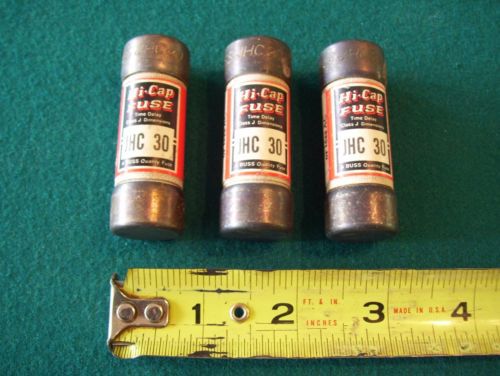 JHC
Hi-Cap
FUSE
Time Delay
Class J Dimensions
JHC 30
A BUSS Quality Fuse
JHC
Hi-Cap
FUSE
Time Delay
Class J Dimensions
JHC 30
A BUSS Quality Fuse
Hi-Cap
FUSE
Time Delay
Class J Dimensions
JHC 30
A BUSS Quality Fuse
1 2 3 4
FT. & IN.
INCHES
MADE IN U.S.A.